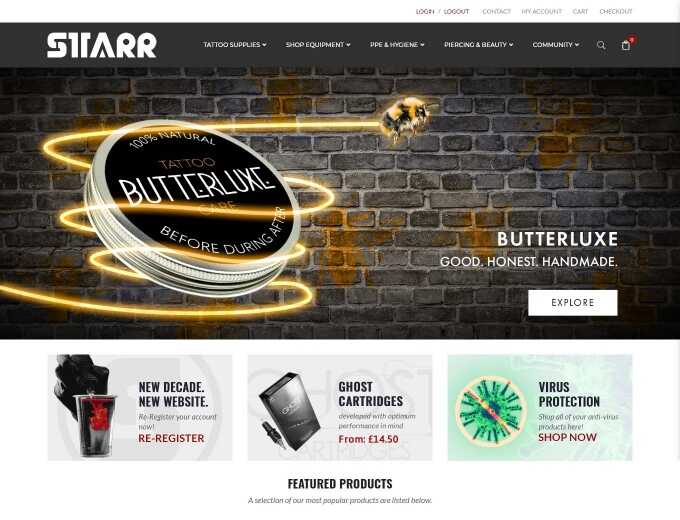 LOGIN / LOGOUT CONTACT MY ACCOUNT CART CHECKOUT
STARR
TATTOO SUPPLIES SHOP EQUIPMENT PPE & HYGIENE PIERCING & BEAUTY COMMUNITY
100% NATURAL
TATTOO
BUTTERLUXE
CARE
BEFORE DURING AFTER
BUTTERLUXE
GOOD. HONEST. HANDMADE.
EXPLORE
NEW DECADE.
NEW WEBSITE.
Re-Register your account
now!
RE-REGISTER
GHOST
CARTRIDGES
developed with optimum
performance in mind
From: £14.50
VIRUS
PROTECTION
Shop all of your anti-virus
products here!
SHOP NOW
FEATURED PRODUCTS
A selection of our most popular products are listed below.